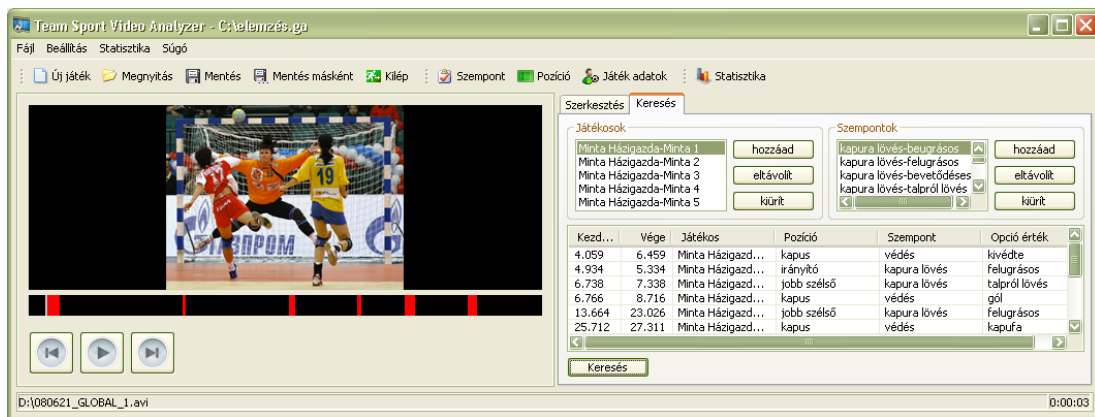 Team Sport Video Analyzer - C:\elemzés.ga
Fájl Beállítás Statisztika Súgó
Új játék Megnyitás Mentés Mentés másként Kilép Szempont Pozíció Játék adatok Statisztika
Szerkesztés Keresés
Játékosok
Minta Házigazda-Minta 1
Minta Házigazda-Minta 2
Minta Házigazda-Minta 3
Minta Házigazda-Minta 4
Minta Házigazda-Minta 5
hozzáad
eltávolít
kiürít
Szempontok
kapura lövés-beugrásos
kapura lövés-felugrásos
kapura lövés-bevetődéses
kapura lövés-talpról lövés
hozzáad
eltávolít
kiürít
17
19
GAZPROM
Kezd... Vége Játékos Pozíció Szempont Opció érték
4.059 6.459 Minta Házigazd... kapus védés kivédte
4.934 5.334 Minta Házigazd... irányító kapura lövés felugrásos
6.738 7.338 Minta Házigazd... jobb szélső kapura lövés talpról lövés
6.766 8.716 Minta Házigazd... kapus védés gól
13.664 23.026 Minta Házigazd... jobb szélső kapura lövés felugrásos
25.712 27.311 Minta Házigazd... kapus védés kapufa
Keresés
D:\080621_GLOBAL_1.avi 0:00:03